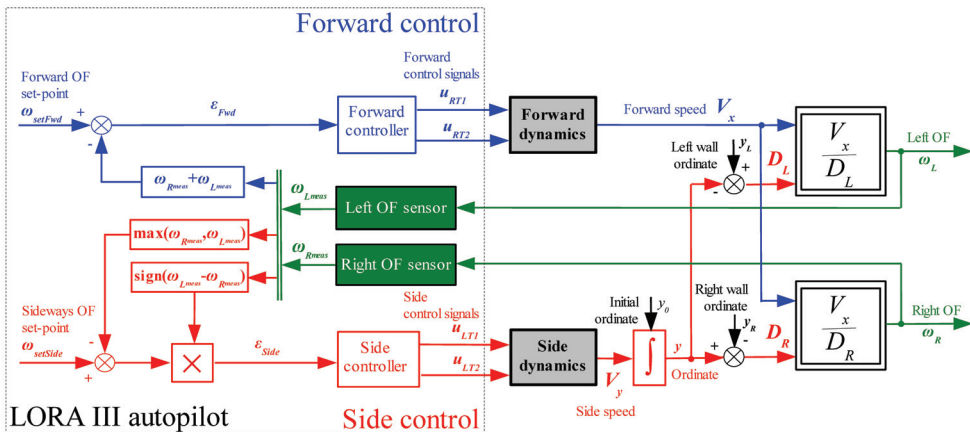 Forward control
Forward OF
set-point
ω_setFwd
+
-
ε_Fwd
Forward
controller
Forward
control signals
u_RT1
u_RT2
Forward
dynamics
Forward speed V_x
Left wall
ordinate
y_L
+
-
D_L
V_x
D_L
Left OF
ω_L
ω_Rmeas+ω_Lmeas
ω_Lmeas
Left OF sensor
max(ω_Rmeas,ω_Lmeas)
ω_Rmeas
Right OF sensor
sign(ω_Lmeas-ω_Rmeas)
Sideways OF
set-point
ω_setSide
-
+
×
ε_Side
Side
controller
Side
control signals
u_LT1
u_LT2
Side
dynamics
V_y
Side speed
Initial
ordinate
y_0
∫
y
Ordinate
Right wall
ordinate
y_R
+
-
D_R
V_x
D_R
Right OF
ω_R
LORA III autopilot
Side control